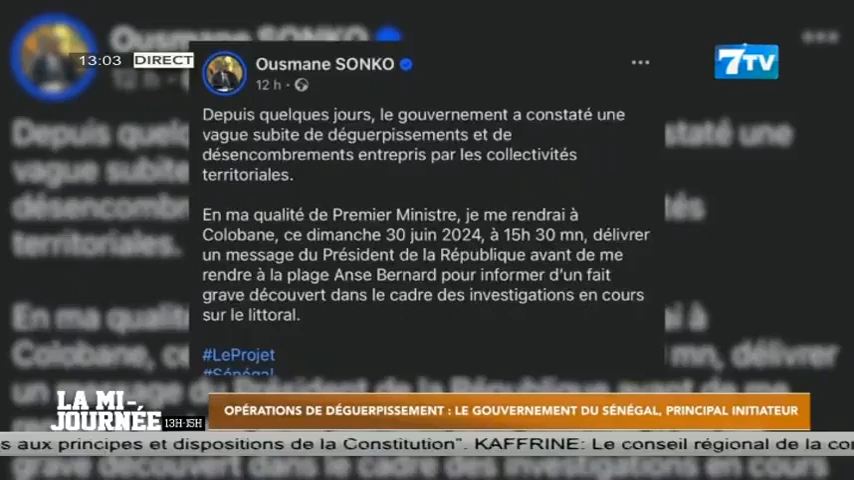 13:03 DIRECT
7TV
Ousmane SONKO
12 h
Depuis quelques jours, le gouvernement a constaté une
vague subite de déguerpissements et de
désencombrements entrepris par les collectivités
territoriales.
En ma qualité de Premier Ministre, je me rendrai à
Colobane, ce dimanche 30 juin 2024, à 15h 30 mn, délivrer
un message du Président de la République avant de me
rendre à la plage Anse Bernard pour informer d'un fait
grave découvert dans le cadre des investigations en cours
sur le littoral.
#LeProjet
#Sénégal
LA MI-
JOURNÉE 13H-15H
OPÉRATIONS DE DÉGUERPISSEMENT : LE GOUVERNEMENT DU SÉNÉGAL, PRINCIPAL INITIATEUR
s aux principes et dispositions de la Constitution". KAFFRINE: Le conseil régional de la co